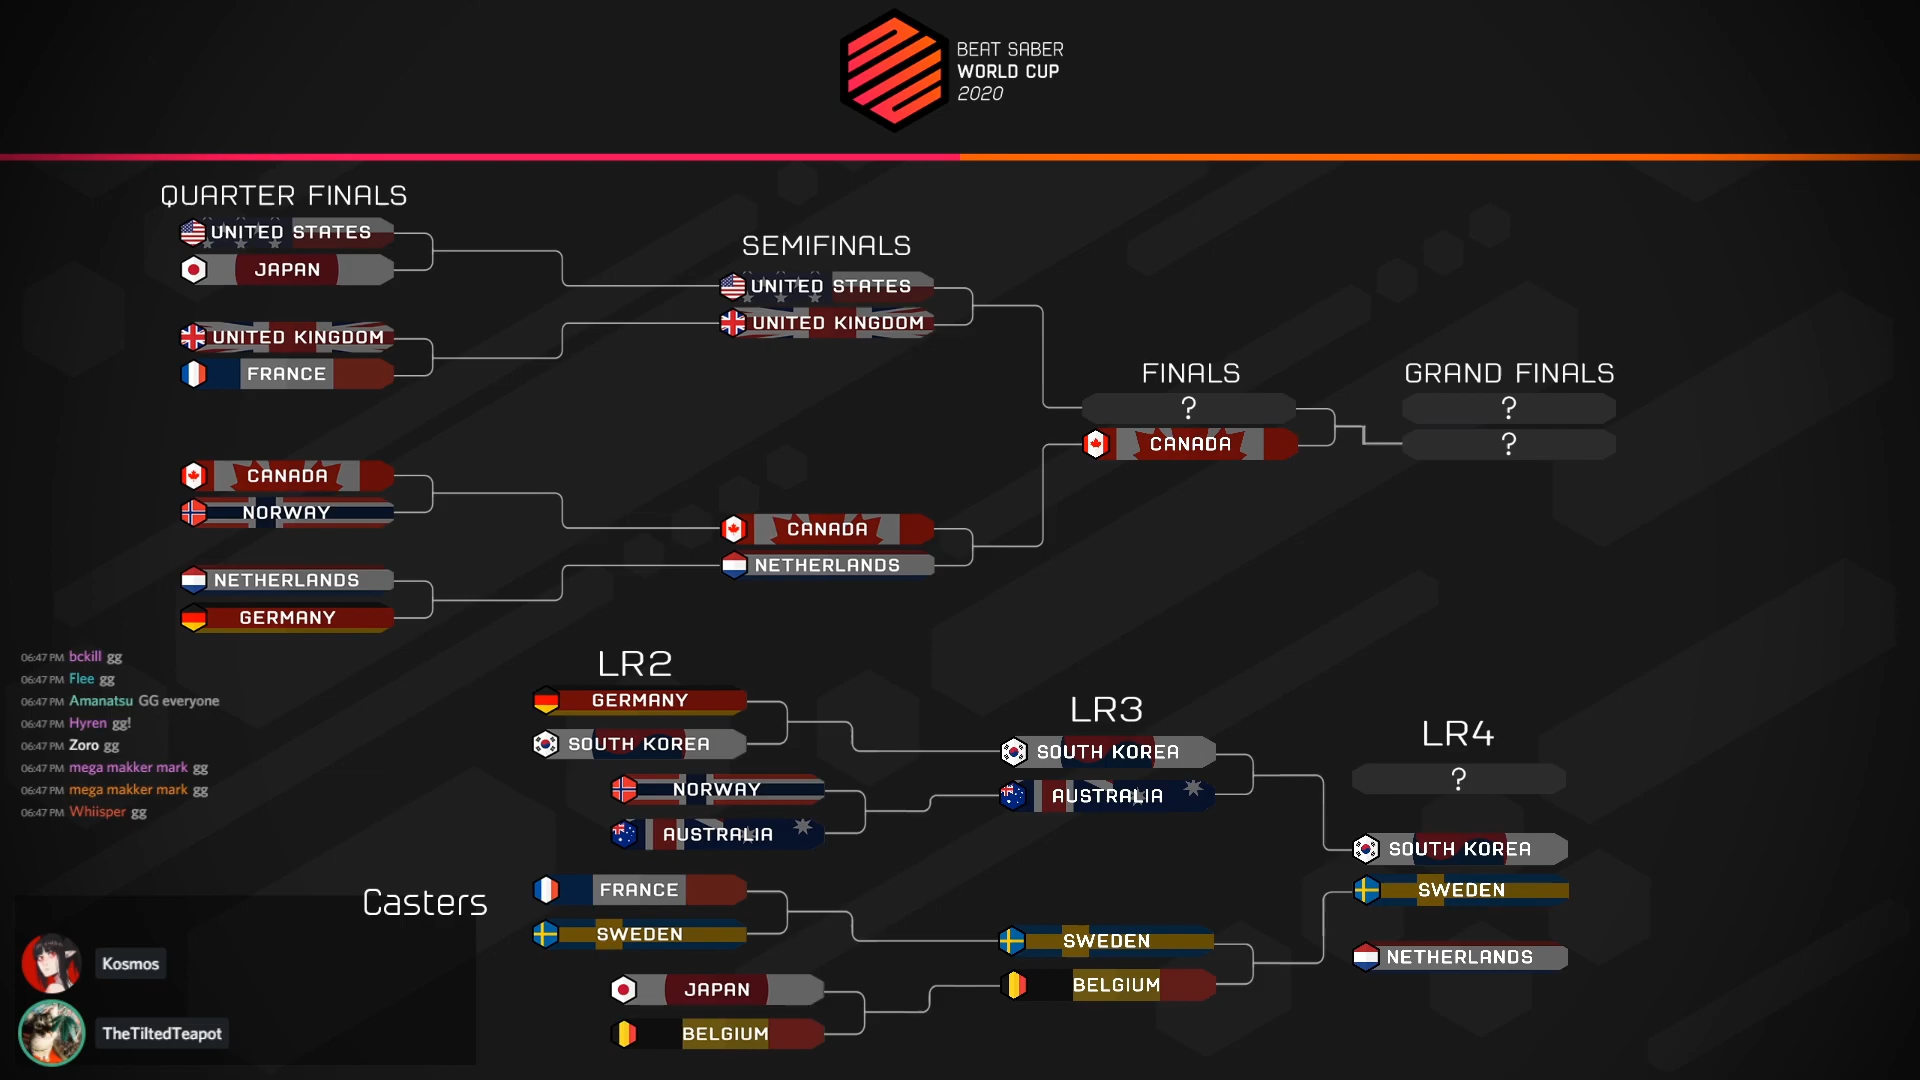 BEAT SABER
WORLD CUP
2020
QUARTER FINALS
UNITED STATES
JAPAN
UNITED KINGDOM
FRANCE
CANADA
NORWAY
NETHERLANDS
GERMANY
SEMIFINALS
UNITED STATES
UNITED KINGDOM
CANADA
NETHERLANDS
FINALS
?
CANADA
GRAND FINALS
?
?
06:47 PM bckill gg
06:47 PM Flee gg
06:47 PM Amanatsu GG everyone
06:47 PM Hyren gg!
06:47 PM Zoro gg
06:47 PM mega makker mark gg
06:47 PM mega makker mark gg
06:47 PM Whiisper gg
LR2
GERMANY
SOUTH KOREA
NORWAY
AUSTRALIA
FRANCE
SWEDEN
JAPAN
BELGIUM
LR3
SOUTH KOREA
AUSTRALIA
SWEDEN
BELGIUM
LR4
?
SOUTH KOREA
SWEDEN
NETHERLANDS
Casters
Kosmos
TheTiltedTeapot